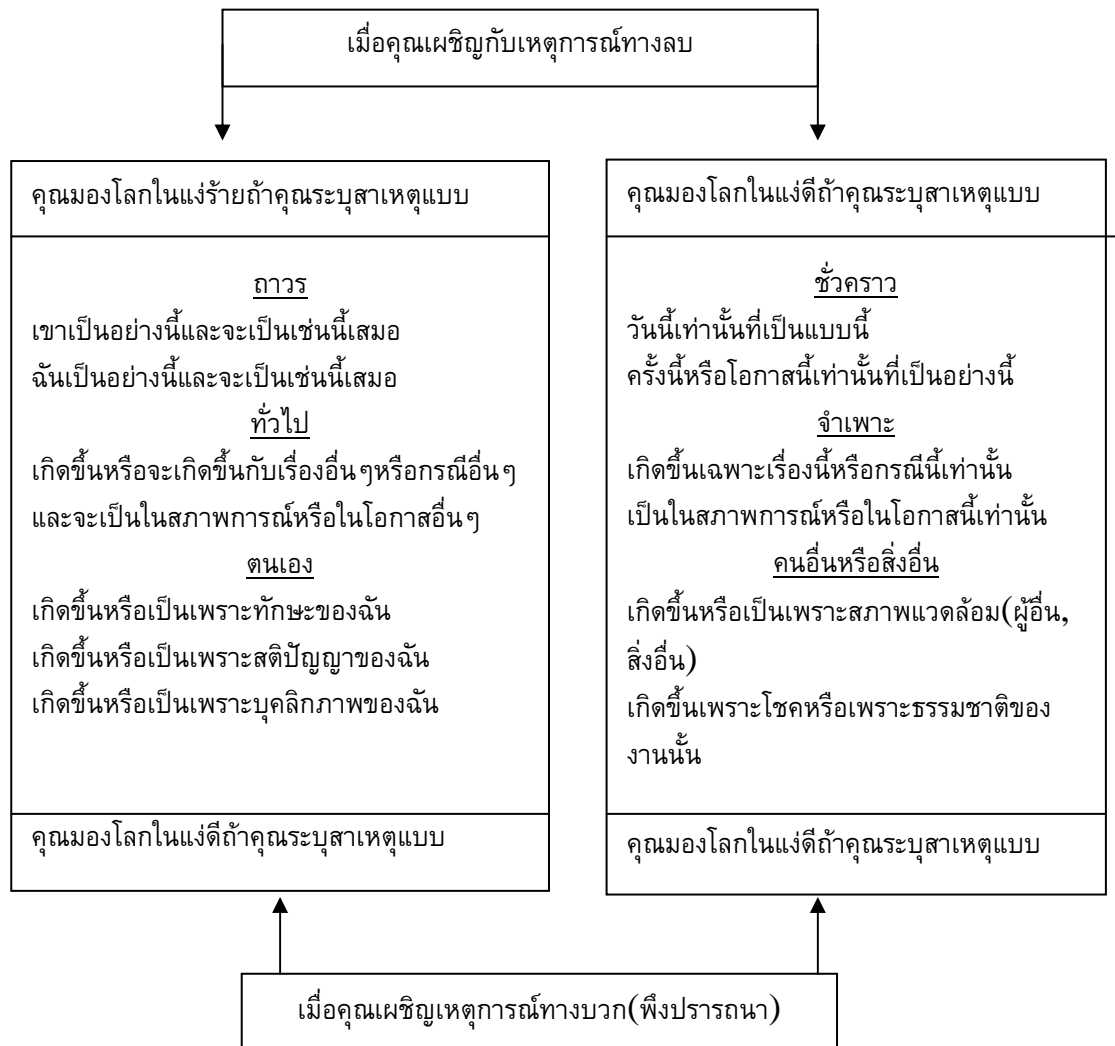 เมื่อคุณเผชิญกับเหตุการณ์ทางลบ
คุณมองโลกในแง่ร้ายถ้าคุณระบุสาเหตุแบบ
ถาวร
เขาเป็นอย่างนี้และจะเป็นเช่นนี้เสมอ
ฉันเป็นอย่างนี้และจะเป็นเช่นนี้เสมอ
ทั่วไป
เกิดขึ้นหรือจะเกิดขึ้นกับเรื่องอื่นๆหรือกรณีอื่นๆ
และจะเป็นในสภาพการณ์หรือในโอกาสอื่นๆ
ตนเอง
เกิดขึ้นหรือเป็นเพราะทักษะของฉัน
เกิดขึ้นหรือเป็นเพราะสติปัญญาของฉัน
เกิดขึ้นหรือเป็นเพราะบุคลิกภาพของฉัน
คุณมองโลกในแง่ดีถ้าคุณระบุสาเหตุแบบ
คุณมองโลกในแง่ดีถ้าคุณระบุสาเหตุแบบ
ชั่วคราว
วันนี้เท่านั้นที่เป็นแบบนี้
ครั้งนี้หรือโอกาสนี้เท่านั้นที่เป็นอย่างนี้
จำเพาะ
เกิดขึ้นเฉพาะเรื่องนี้หรือกรณีนี้เท่านั้น
เป็นในสภาพการณ์หรือในโอกาสนี้เท่านั้น
คนอื่นหรือสิ่งอื่น
เกิดขึ้นหรือเป็นเพราะสภาพแวดล้อม(ผู้อื่น,
สิ่งอื่น)
เกิดขึ้นเพราะโชคหรือเพราะธรรมชาติของ
งานนั้น
คุณมองโลกในแง่ดีถ้าคุณระบุสาเหตุแบบ
เมื่อคุณเผชิญเหตุการณ์ทางบวก(พึงปรารถนา)